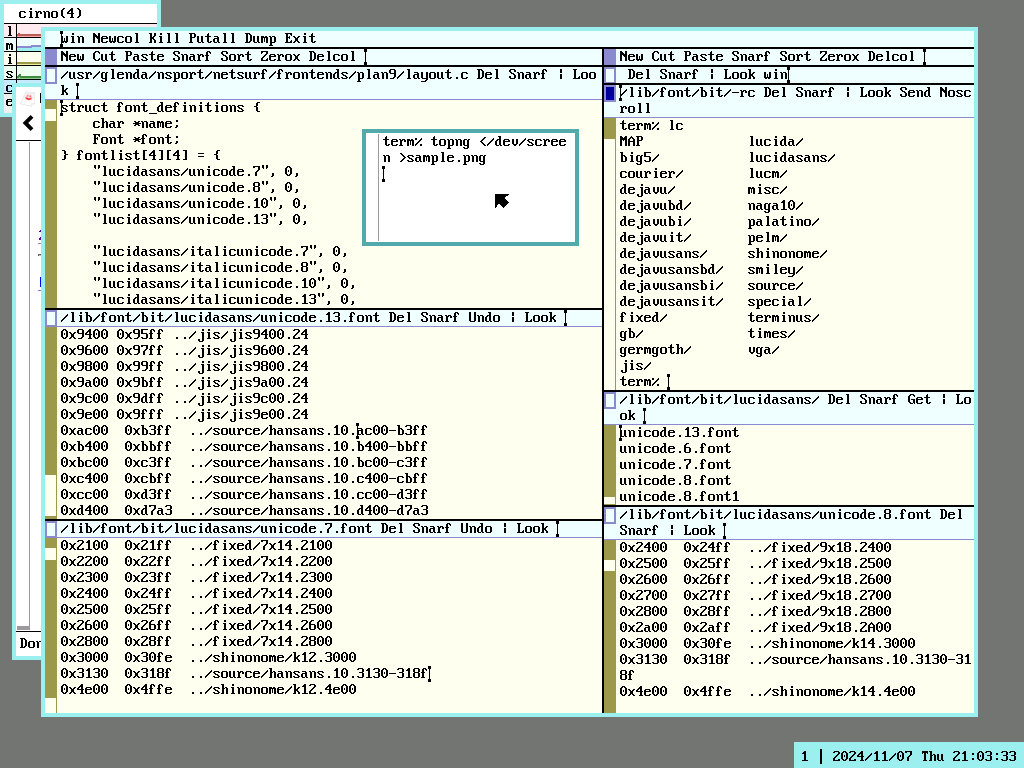 cirno(4)
l
m
i
s
c
e
win Newcol Kill Putall Dump Exit
New Cut Paste Snarf Sort Zerox Delcol
/usr/glenda/nsport/netsurf/frontends/plan9/layout.c Del Snarf | Loo
k
struct font_definitions {
    char *name;
    Font *font;
} fontlist[4][4] = {
    "lucidasans/unicode.7", 0,
    "lucidasans/unicode.8", 0,
    "lucidasans/unicode.10", 0,
    "lucidasans/unicode.13", 0,
    "lucidasans/italicunicode.7", 0,
    "lucidasans/italicunicode.8", 0,
    "lucidasans/italicunicode.10", 0,
    "lucidasans/italicunicode.13", 0,
term% topng </dev/scree
n >sample.png
/lib/font/bit/lucidasans/unicode.13.font Del Snarf Undo | Look
0x9400 0x95ff ../jis/jis9400.24
0x9600 0x97ff ../jis/jis9600.24
0x9800 0x99ff ../jis/jis9800.24
0x9a00 0x9bff ../jis/jis9a00.24
0x9c00 0x9dff ../jis/jis9c00.24
0x9e00 0x9fff ../jis/jis9e00.24
0xac00  0xb3ff  ../source/hansans.10.ac00-b3ff
0xb400  0xbbff  ../source/hansans.10.b400-bbff
0xbc00  0xc3ff  ../source/hansans.10.bc00-c3ff
0xc400  0xcbff  ../source/hansans.10.c400-cbff
0xcc00  0xd3ff  ../source/hansans.10.cc00-d3ff
0xd400  0xd7a3  ../source/hansans.10.d400-d7a3
/lib/font/bit/lucidasans/unicode.7.font Del Snarf Undo | Look
0x2100  0x21ff  ../fixed/7x14.2100
0x2200  0x22ff  ../fixed/7x14.2200
0x2300  0x23ff  ../fixed/7x14.2300
0x2400  0x24ff  ../fixed/7x14.2400
0x2500  0x25ff  ../fixed/7x14.2500
0x2600  0x26ff  ../fixed/7x14.2600
0x2800  0x28ff  ../fixed/7x14.2800
0x3000  0x30fe  ../shinonome/k12.3000
0x3130  0x318f  ../source/hansans.10.3130-318f
0x4e00  0x4ffe  ../shinonome/k12.4e00
New Cut Paste Snarf Sort Zerox Delcol
Del Snarf | Look win
/lib/font/bit/-rc Del Snarf | Look Send Nosc
roll
term% lc
MAP             lucida/
big5/           lucidasans/
courier/        lucm/
dejavu/         misc/
dejavubd/       naga10/
dejavubi/       palatino/
dejavuit/       pelm/
dejavusans/     shinonome/
dejavusansbd/   smiley/
dejavusansbi/   source/
dejavusansit/   special/
fixed/          terminus/
gb/             times/
germgoth/       vga/
jis/
term%
/lib/font/bit/lucidasans/ Del Snarf Get | Lo
ok
unicode.13.font
unicode.6.font
unicode.7.font
unicode.8.font
unicode.8.font1
/lib/font/bit/lucidasans/unicode.8.font Del
Snarf | Look
0x2400  0x24ff  ../fixed/9x18.2400
0x2500  0x25ff  ../fixed/9x18.2500
0x2600  0x26ff  ../fixed/9x18.2600
0x2700  0x27ff  ../fixed/9x18.2700
0x2800  0x28ff  ../fixed/9x18.2800
0x2a00  0x2aff  ../fixed/9x18.2A00
0x3000  0x30fe  ../shinonome/k14.3000
0x3130  0x318f  ../source/hansans.10.3130-31
8f
0x4e00  0x4ffe  ../shinonome/k14.4e00
Don
1 | 2024/11/07 Thu 21:03:33